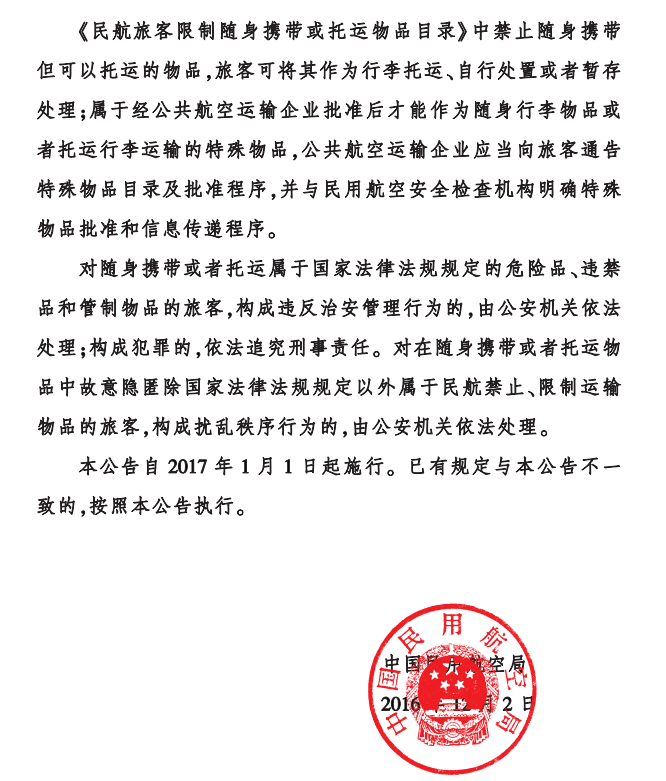 《民航旅客限制随身携带或托运物品目录》中禁止随身携带
但可以托运的物品,旅客可将其作为行李托运、自行处置或者暂存
处理;属于经公共航空运输企业批准后才能作为随身行李物品或
者托运行李运输的特殊物品,公共航空运输企业应当向旅客通告
特殊物品目录及批准程序,并与民用航空安全检查机构明确特殊
物品批准和信息传递程序。
对随身携带或者托运属于国家法律法规规定的危险品、违禁
品和管制物品的旅客,构成违反治安管理行为的,由公安机关依法
处理;构成犯罪的,依法追究刑事责任。对在随身携带或者托运物
品中故意隐匿除国家法律法规规定以外属于民航禁止、限制运输
物品的旅客,构成扰乱秩序行为的,由公安机关依法处理。
本公告自 2017 年 1 月 1 日起施行。已有规定与本公告不一
致的,按照本公告执行。
中国民用航空局
中国民用航空局
2016 年 12 月 2 日